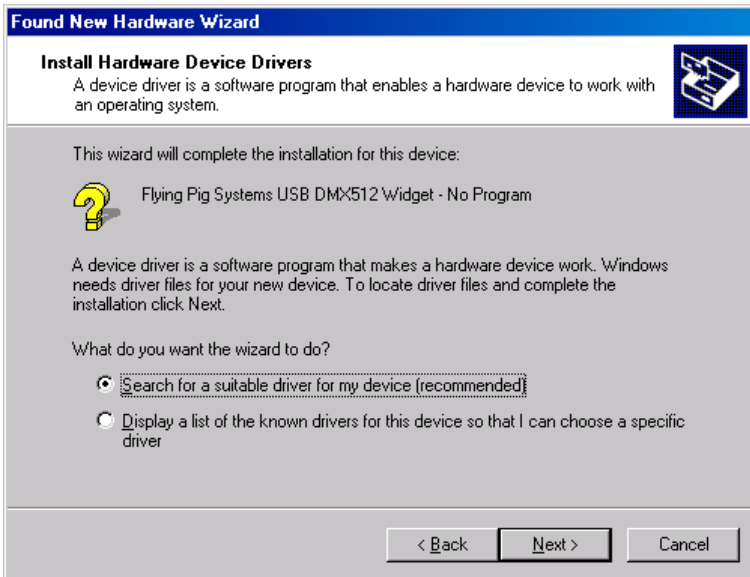 Found New Hardware Wizard
Install Hardware Device Drivers
A device driver is a software program that enables a hardware device to work with
an operating system.
This wizard will complete the installation for this device:
Flying Pig Systems USB DMX512 Widget - No Program
A device driver is a software program that makes a hardware device work. Windows
needs driver files for your new device. To locate driver files and complete the
installation click Next.
What do you want the wizard to do?
Search for a suitable driver for my device (recommended)
Display a list of the known drivers for this device so that I can choose a specific
driver
< Back Next > Cancel